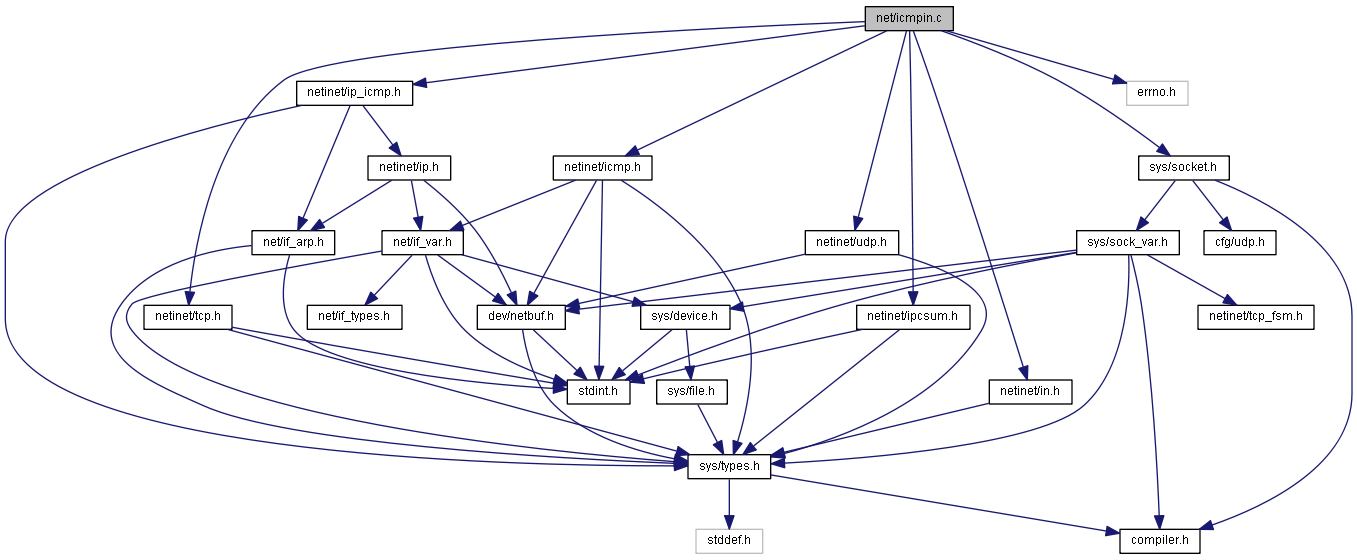 net/icmpin.c
netinet/ip_icmp.h
errno.h
netinet/ip.h
netinet/icmp.h
sys/socket.h
net/if_arp.h
net/if_var.h
netinet/udp.h
sys/sock_var.h
cfg/udp.h
netinet/tcp.h
net/if_types.h
dev/netbuf.h
sys/device.h
netinet/ipcsum.h
netinet/tcp_fsm.h
stdint.h
sys/file.h
netinet/in.h
sys/types.h
stddef.h
compiler.h